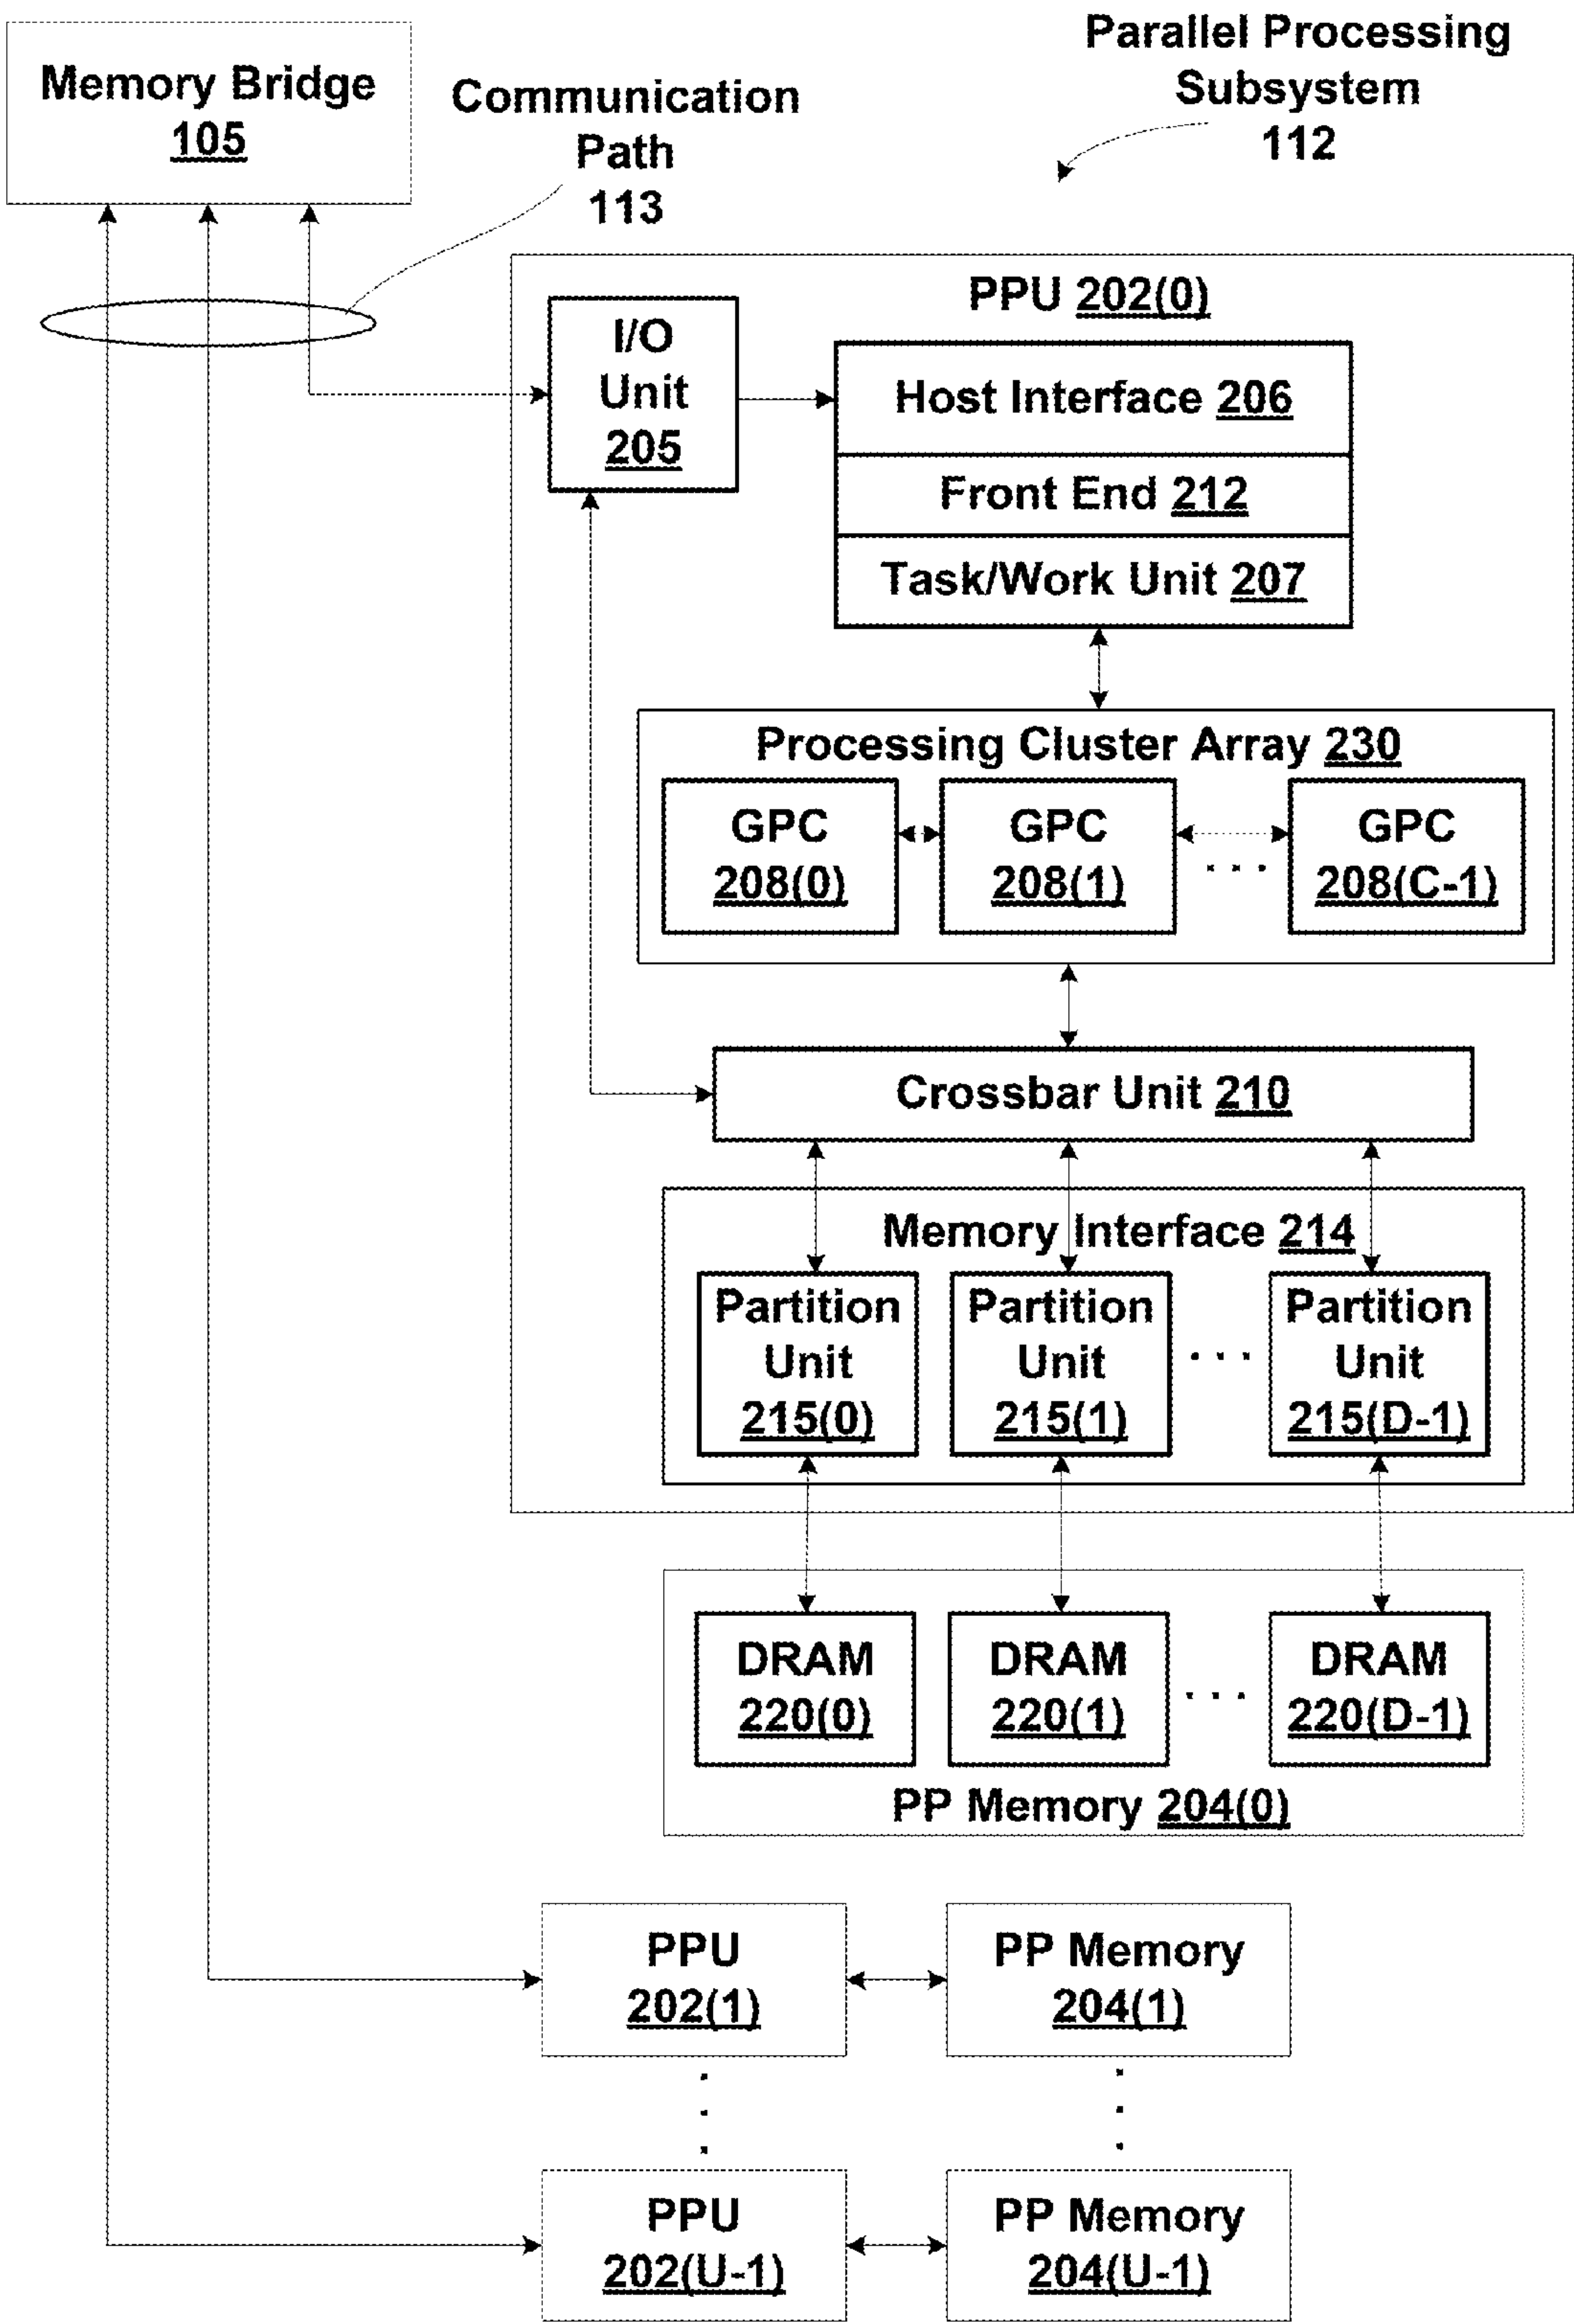 Memory Bridge
105
Communication
Path
113
Parallel Processing
Subsystem
112
PPU 202(0)
I/O
Unit
205
Host Interface 206
Front End 212
Task/Work Unit 207
Processing Cluster Array 230
GPC
208(0)
GPC
208(1)
. . .
GPC
208(C-1)
Crossbar Unit 210
Memory Interface 214
Partition
Unit
215(0)
Partition
Unit
215(1)
. . .
Partition
Unit
215(D-1)
DRAM
220(0)
DRAM
220(1)
. . .
DRAM
220(D-1)
PP Memory 204(0)
PPU
202(1)
PP Memory
204(1)
PPU
202(U-1)
PP Memory
204(U-1)